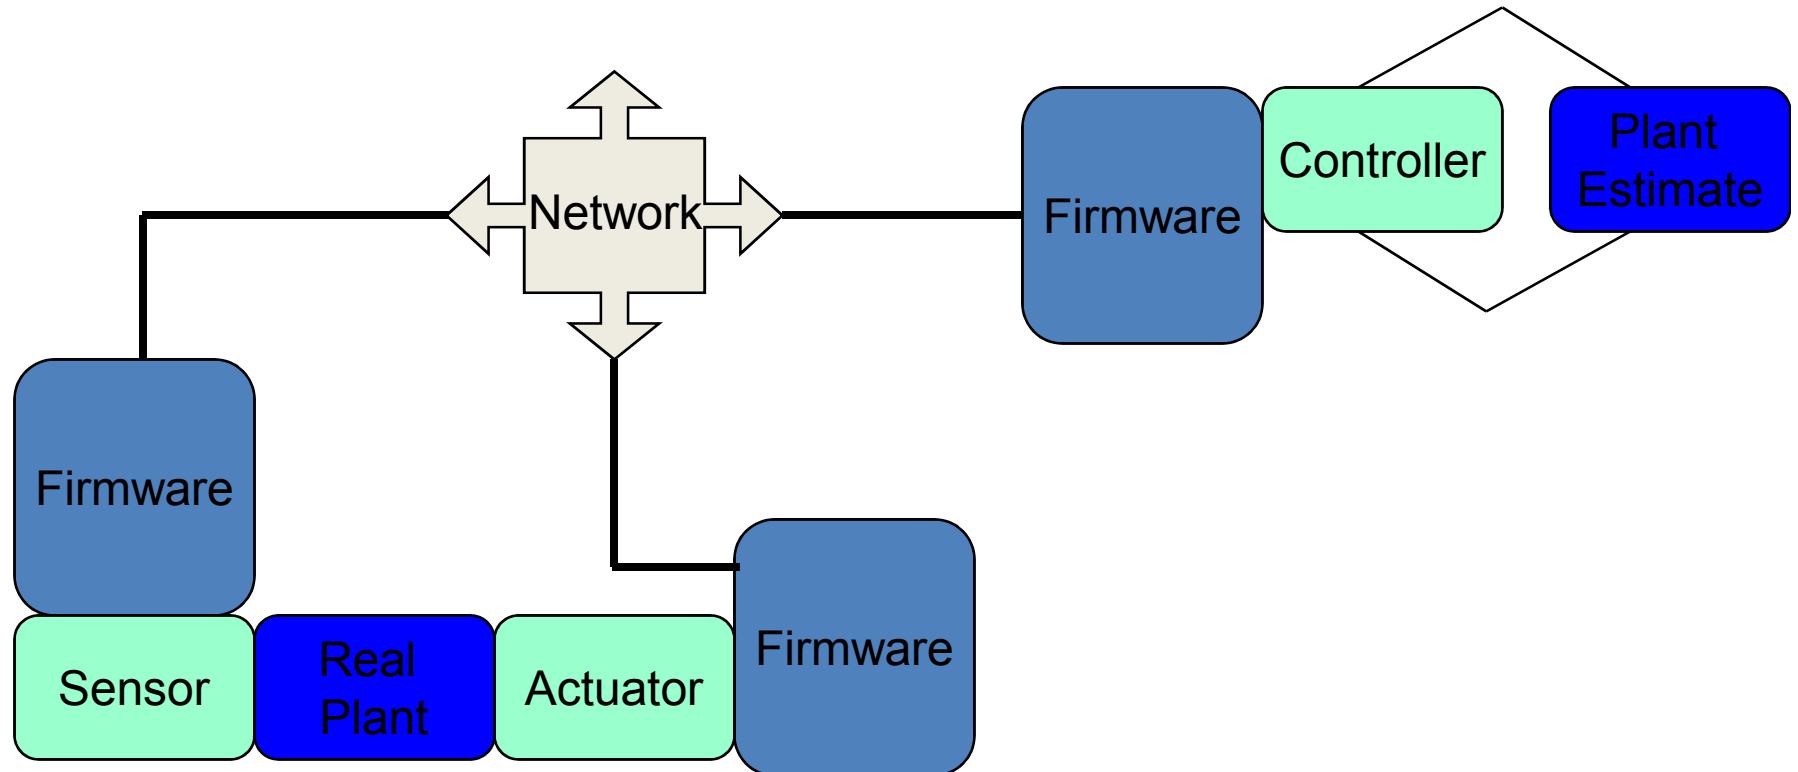 Network
Firmware
Controller
Plant
Estimate
Firmware
Sensor
Real
Plant
Actuator
Firmware